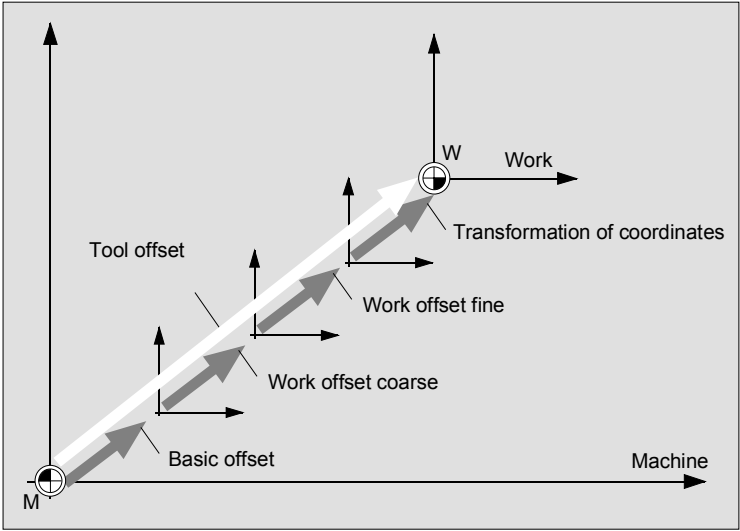 W
Work
Transformation of coordinates
Tool offset
Work offset fine
Work offset coarse
Basic offset
Machine
M